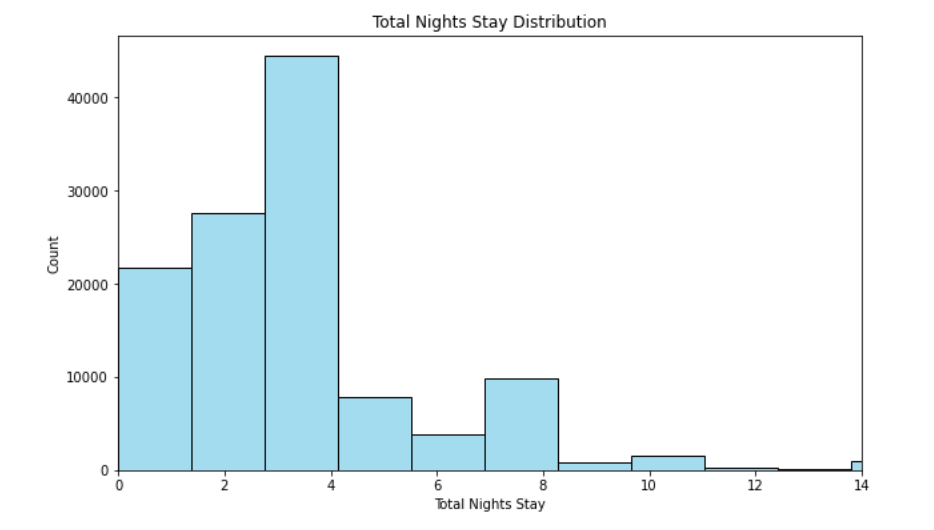 Total Nights Stay Distribution
Count
40000
30000
20000
10000
0
0 2 4 6 8 10 12 14
Total Nights Stay